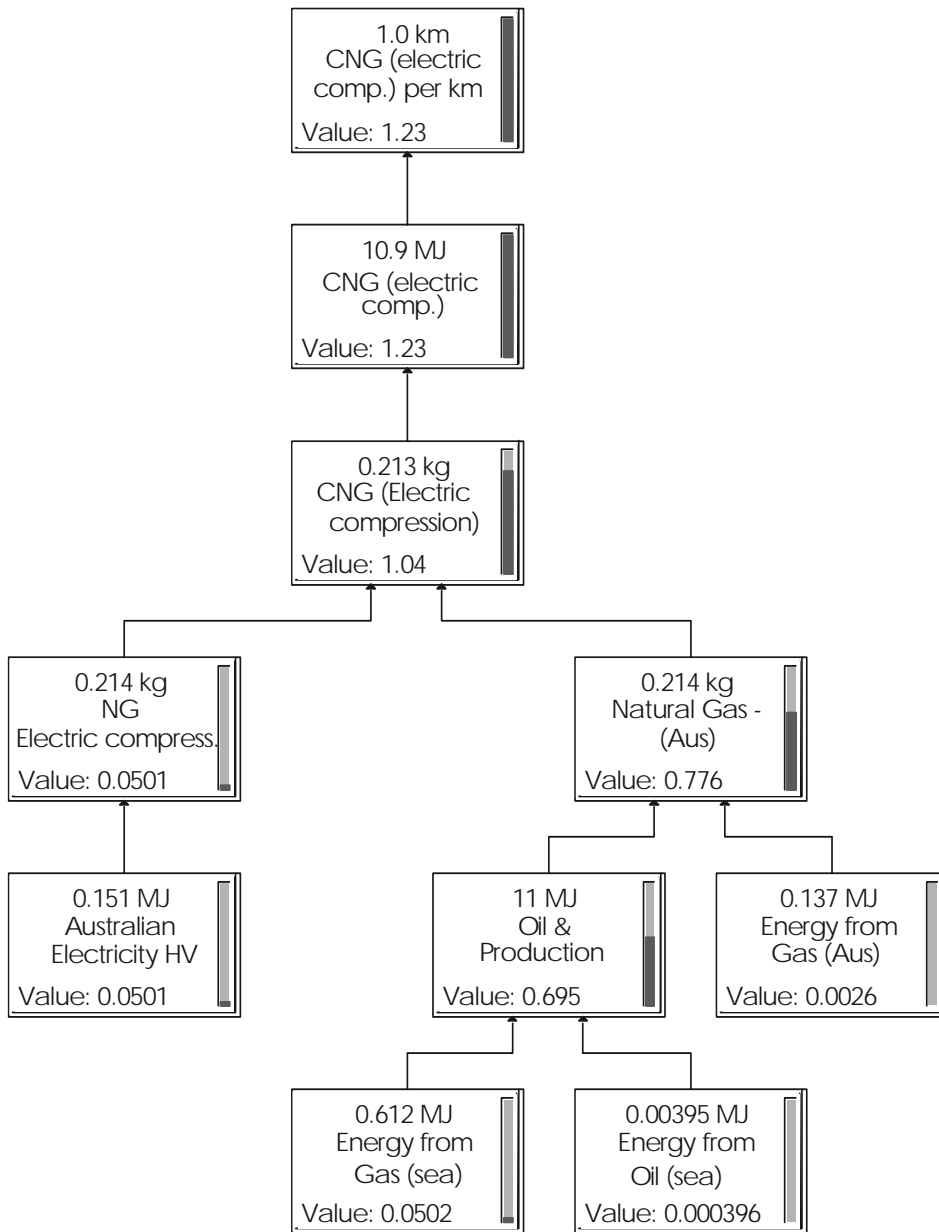 1.0 km
CNG (electric
comp.) per km
Value: 1.23
10.9 MJ
CNG (electric
comp.)
Value: 1.23
0.213 kg
CNG (Electric
compression)
Value: 1.04
0.214 kg
NG
Electric compress.
Value: 0.0501
0.214 kg
Natural Gas -
(Aus)
Value: 0.776
0.151 MJ
Australian
Electricity HV
Value: 0.0501
11 MJ
Oil &
Production
Value: 0.695
0.137 MJ
Energy from
Gas (Aus)
Value: 0.0026
0.612 MJ
Energy from
Gas (sea)
Value: 0.0502
0.00395 MJ
Energy from
Oil (sea)
Value: 0.000396